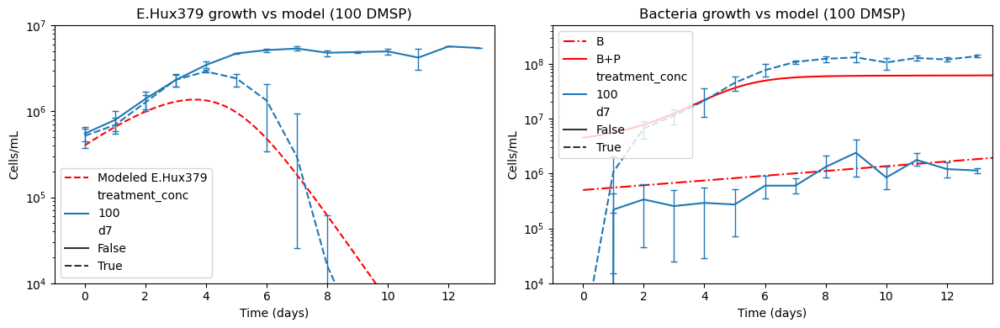 E.Hux379 growth vs model (100 DMSP)
Cells/mL
10^7
10^6
10^5
10^4
Modeled E.Hux379
treatment_conc
100
d7
False
True
0 2 4 6 8 10 12
Time (days)
Bacteria growth vs model (100 DMSP)
Cells/mL
10^8
10^7
10^6
10^5
10^4
B
B+P
treatment_conc
100
d7
False
True
0 2 4 6 8 10 12
Time (days)